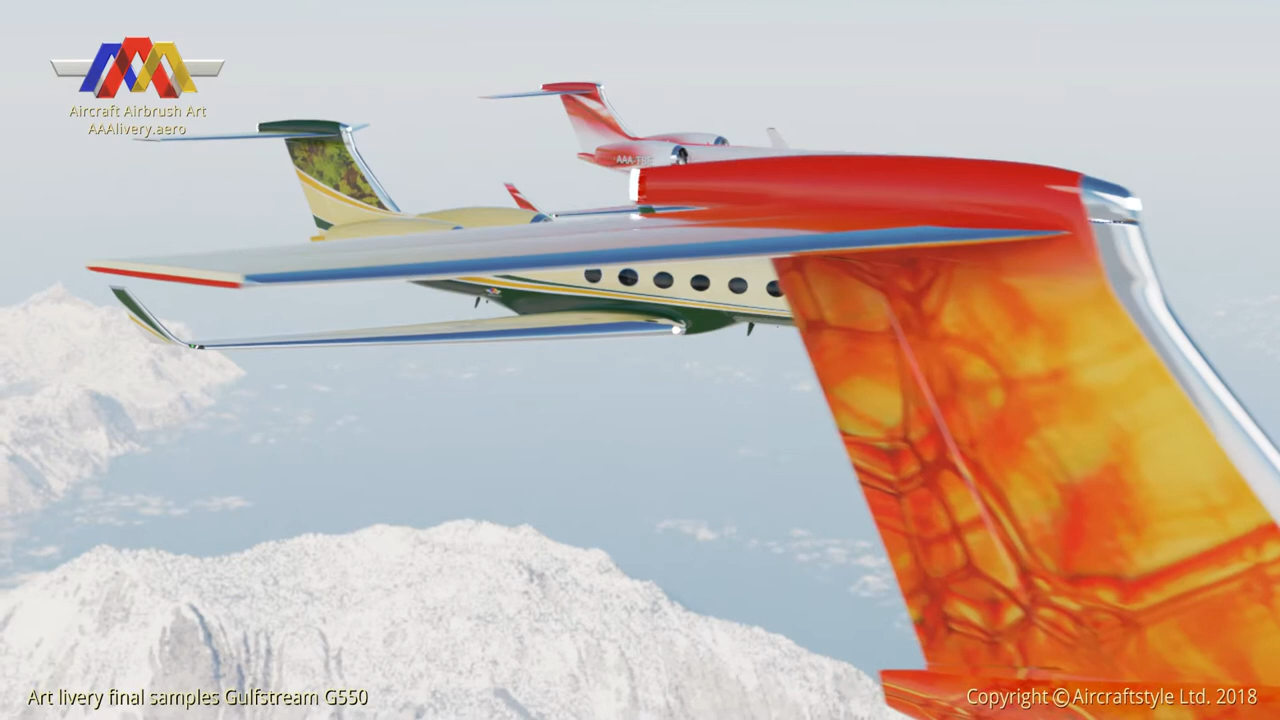 Aircraft Airbrush Art
AAAlivery.aero
Art livery final samples Gulfstream G550
Copyright © Aircraftstyle Ltd. 2018